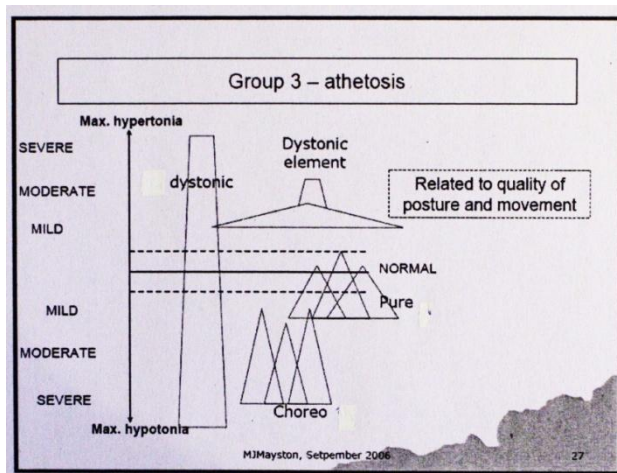 Group 3 – athetosis
Max. hypertonia
SEVERE
Dystonic
element
dystonic
MODERATE
Related to quality of
posture and movement
MILD
NORMAL
MILD
Pure
MODERATE
SEVERE
Choreo
Max. hypotonia
MJMayston, Setpember 2006
27